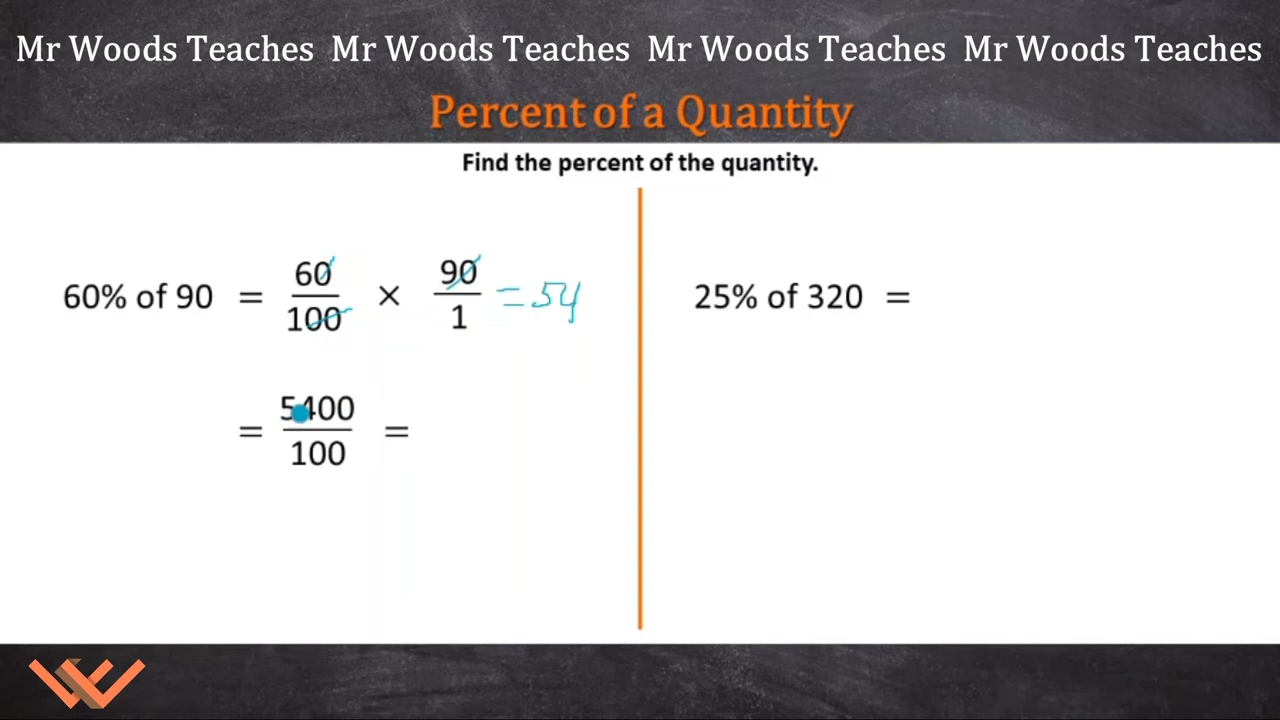 Mr Woods Teaches Mr Woods Teaches Mr Woods Teaches Mr Woods Teaches
Percent of a Quantity
Find the percent of the quantity.
60% of 90 = 60/100 × 90/1 = 54
= 5400/100 =
25% of 320 =